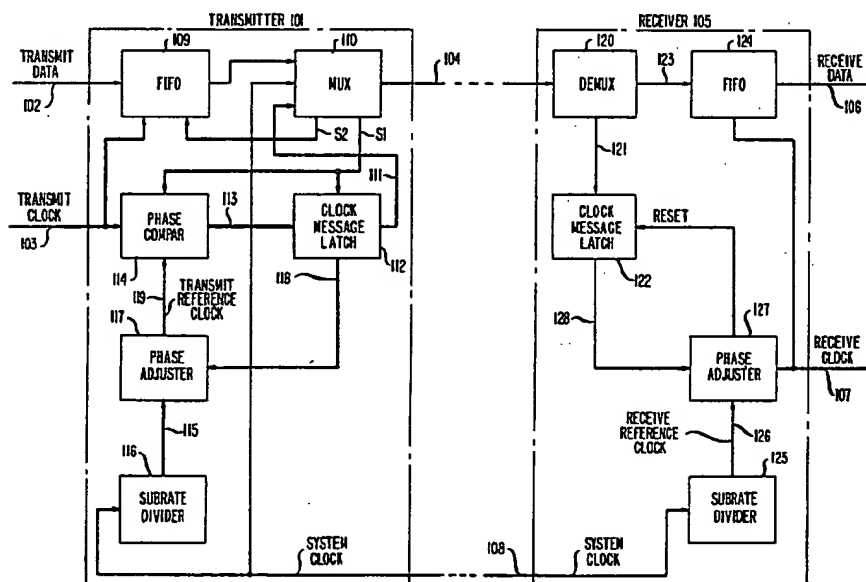 TRANSMITTER 101
RECEIVER 105
TRANSMIT
DATA
102
109
FIFO
110
MUX
104
120
DEMUX
123
124
FIFO
RECEIVE
DATA
106
S2
S1
111
121
TRANSMIT
CLOCK
103
PHASE
COMPAR
114
113
CLOCK
MESSAGE
LATCH
112
118
CLOCK
MESSAGE
LATCH
122
RESET
119
TRANSMIT
REFERENCE
CLOCK
117
PHASE
ADJUSTER
128
127
PHASE
ADJUSTER
RECEIVE
CLOCK
107
115
116
SUBRATE
DIVIDER
RECEIVE
REFERENCE
CLOCK
126
125
SUBRATE
DIVIDER
SYSTEM
CLOCK
108
SYSTEM
CLOCK